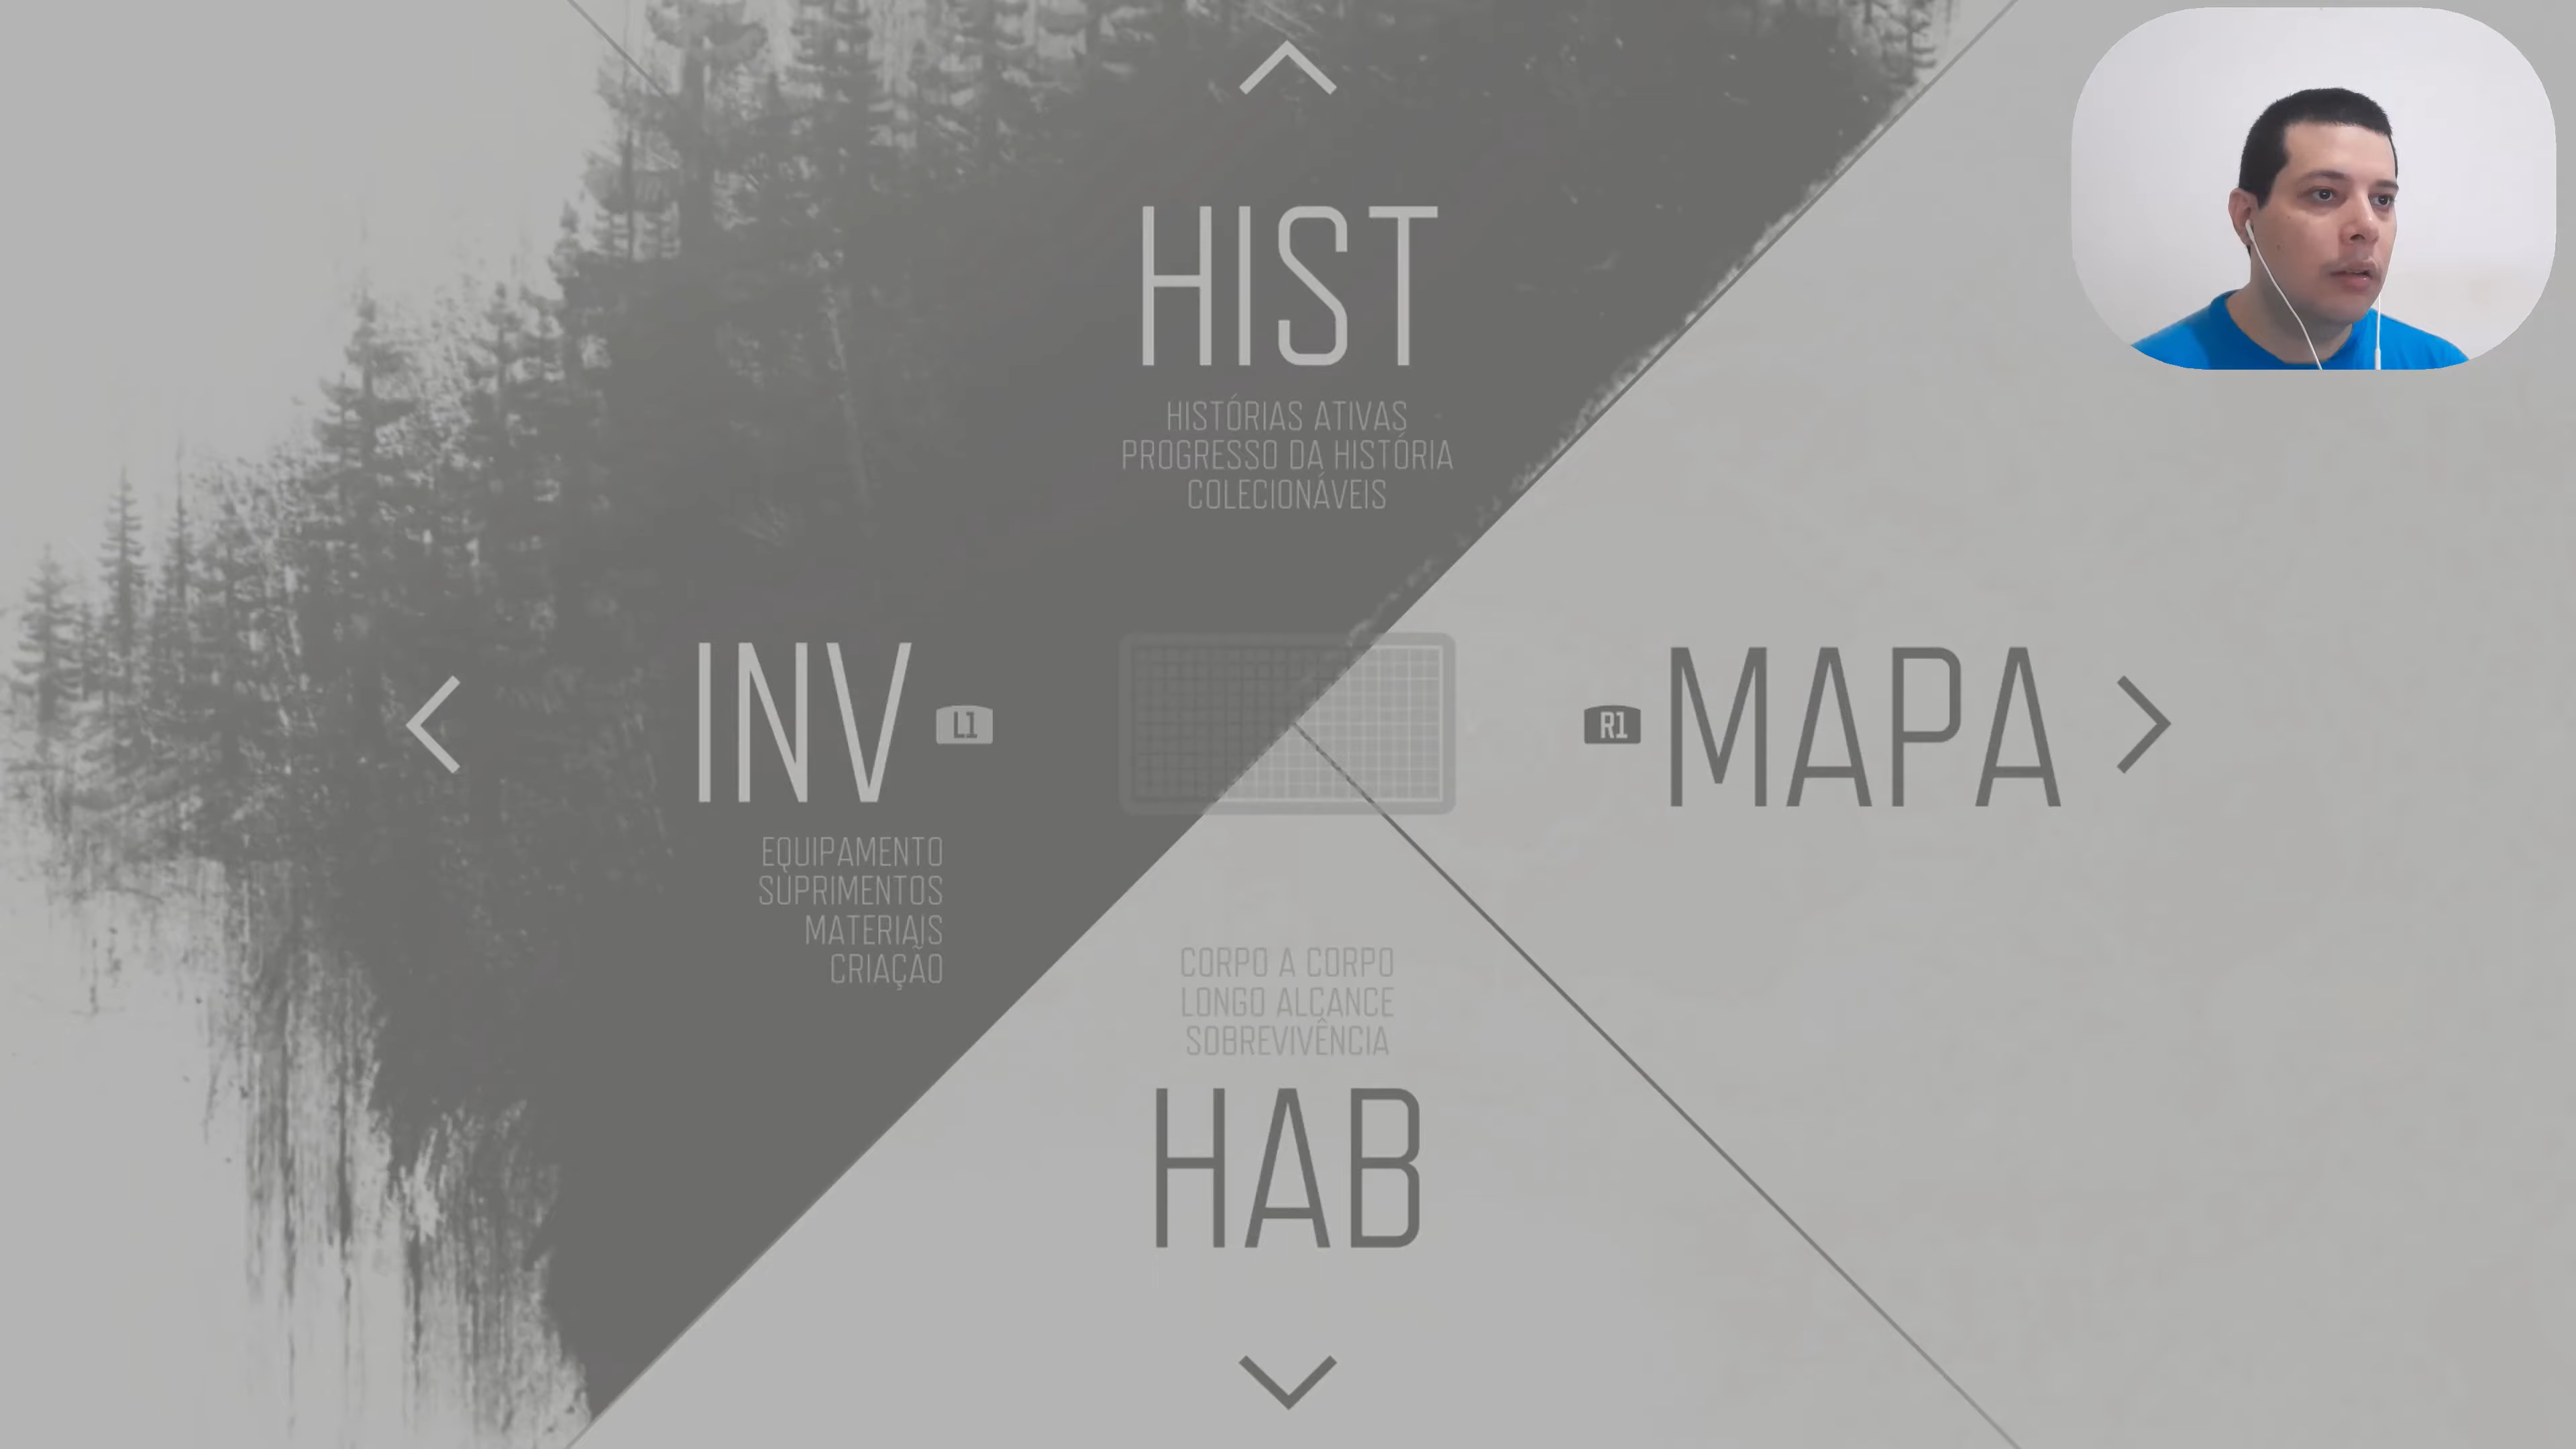 HIST
HISTÓRIAS ATIVAS
PROGRESSO DA HISTÓRIA
COLECIONÁVEIS
INV
L1
EQUIPAMENTO
SUPRIMENTOS
MATERIAIS
CRIAÇÃO
R1
MAPA
CORPO A CORPO
LONGO ALCANCE
SOBREVIVÊNCIA
HAB